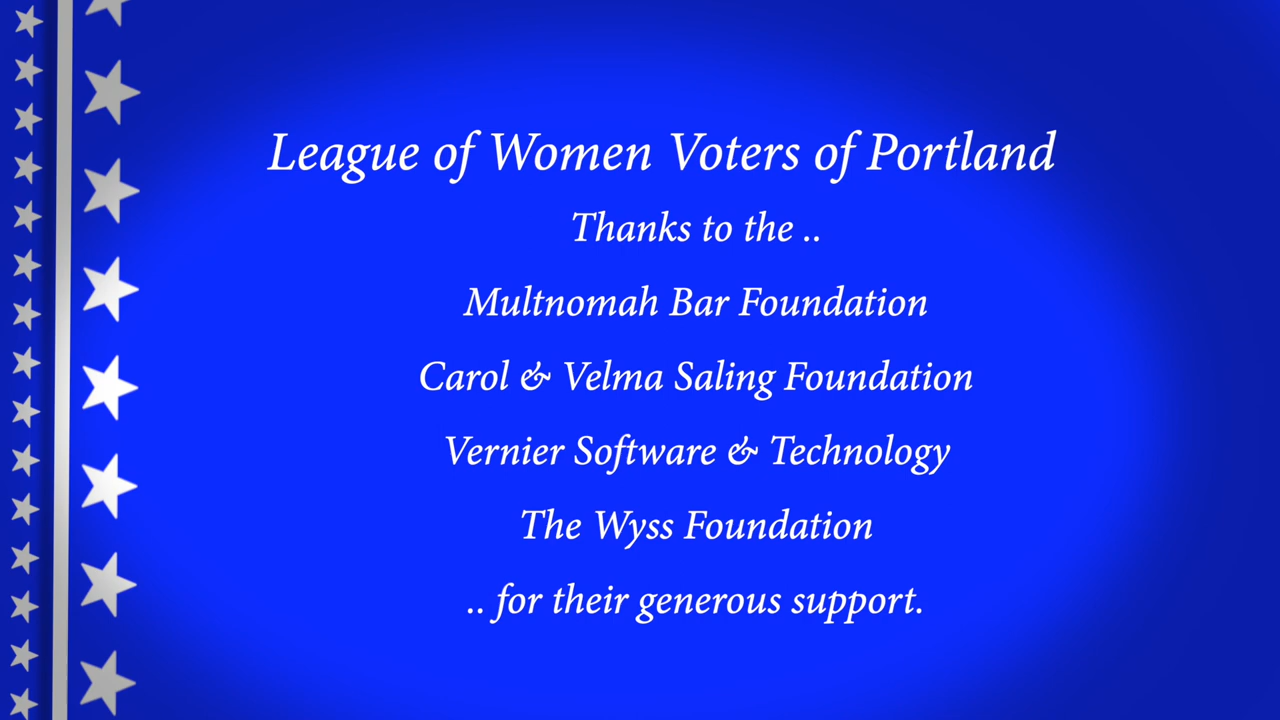 League of Women Voters of Portland
Thanks to the ..
Multnomah Bar Foundation
Carol & Velma Saling Foundation
Vernier Software & Technology
The Wyss Foundation
.. for their generous support.